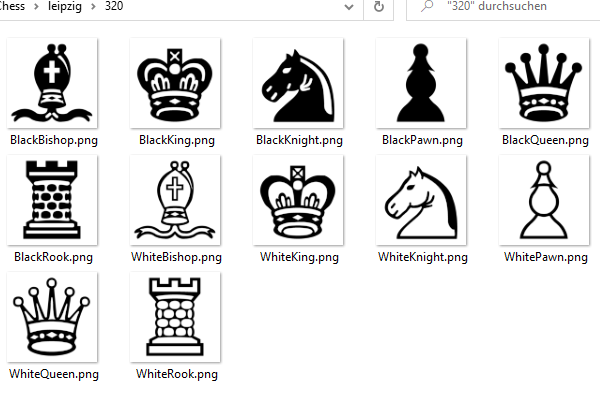 Chess > leipzig > 320
"320" durchsuchen
BlackBishop.png
BlackKing.png
BlackKnight.png
BlackPawn.png
BlackQueen.png
BlackRook.png
WhiteBishop.png
WhiteKing.png
WhiteKnight.png
WhitePawn.png
WhiteQueen.png
WhiteRook.png